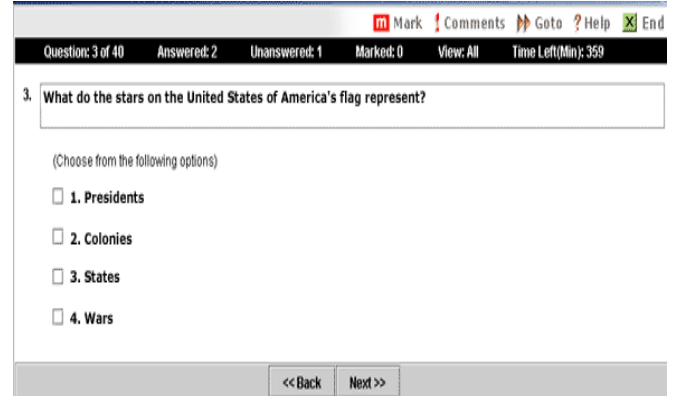 m Mark ! Comments Goto ? Help X End
Question: 3 of 40 Answered: 2 Unanswered: 1 Marked: 0 View: All Time Left(Min): 359
3. What do the stars on the United States of America's flag represent?
(Choose from the following options)
1. Presidents
2. Colonies
3. States
4. Wars
<< Back Next >>